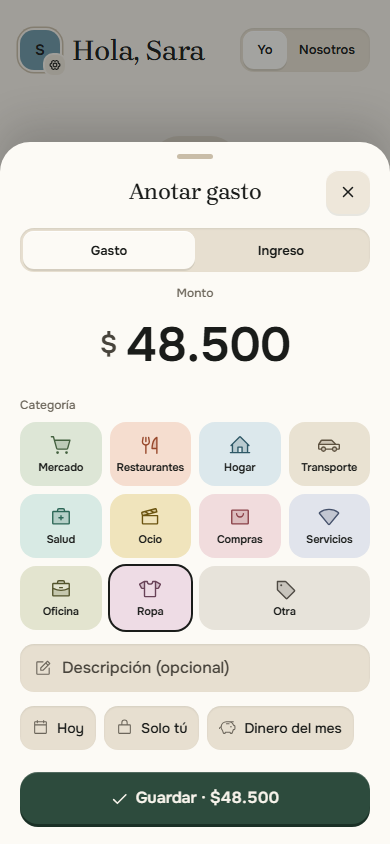 S
Hola, Sara
Yo
Nosotros
Anotar gasto
Gasto
Ingreso
Monto
$ 48.500
Categoría
Mercado
Restaurantes
Hogar
Transporte
Salud
Ocio
Compras
Servicios
Oficina
Ropa
Otra
Descripción (opcional)
Hoy
Solo tú
Dinero del mes
Guardar · $48.500